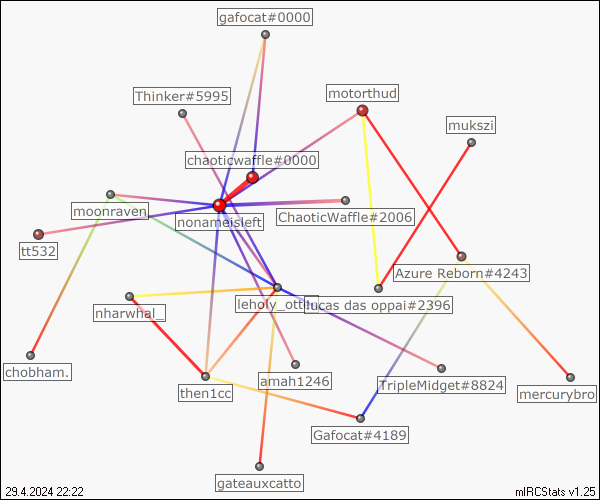 gafocat#0000
Thinker#5995
motorthud
mukszi
chaoticwaffle#0000
moonraven
nonameisleft
ChaoticWaffle#2006
tt532
Azure Reborn#4243
nharwhal_
lucas das oppai#2396
chobham.
then1cc
amah1246
TripleMidget#8824
mercurybro
Gafocat#4189
gateauxcatto
29.4.2024 22:22
mIRCStats v1.25